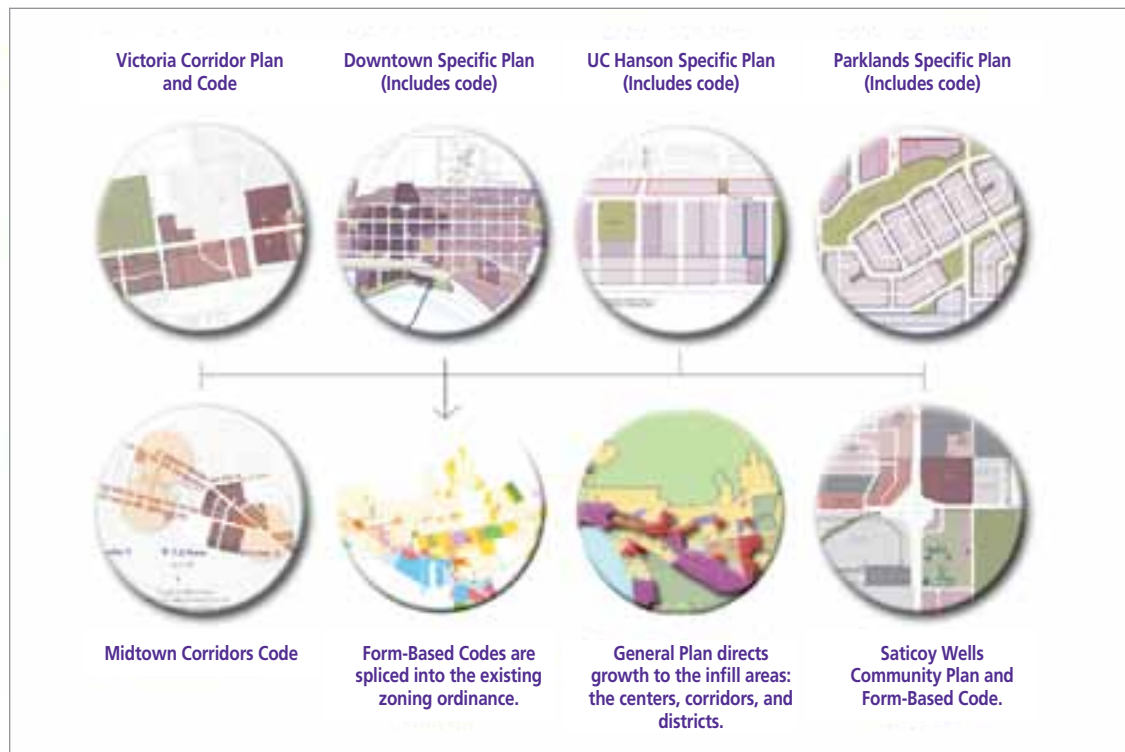 Victoria Corridor Plan
and Code
Downtown Specific Plan
(Includes code)
UC Hanson Specific Plan
(Includes code)
Parklands Specific Plan
(Includes code)
Midtown Corridors Code
Form-Based Codes are
spliced into the existing
zoning ordinance.
General Plan directs
growth to the infill areas:
the centers, corridors, and
districts.
Saticoy Wells
Community Plan and
Form-Based Code.